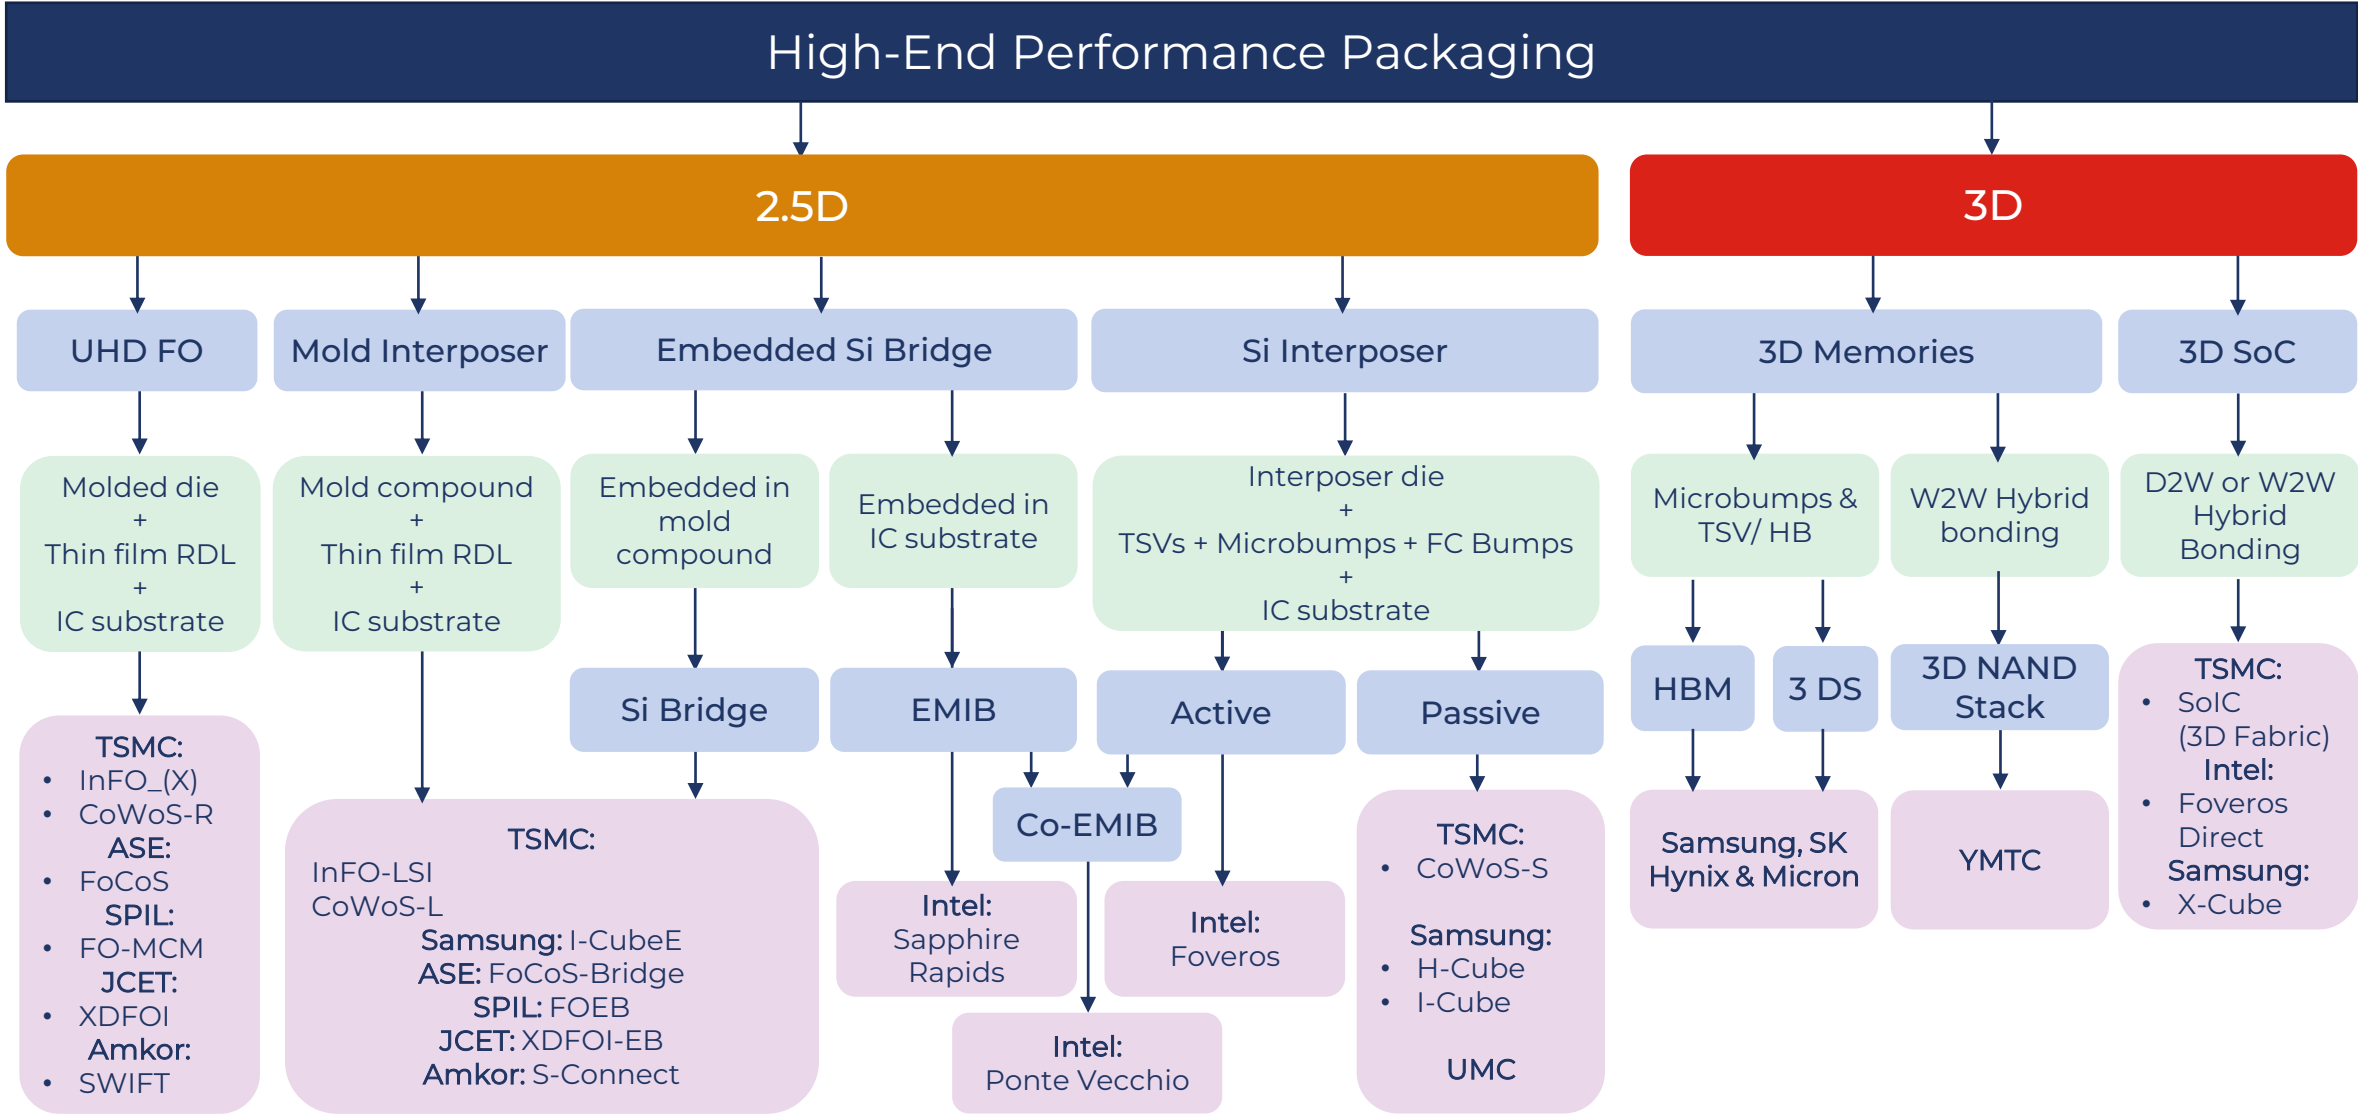 High-End Performance Packaging
2.5D
3D
UHD FO
Mold Interposer
Embedded Si Bridge
Si Interposer
3D Memories
3D SoC
Molded die
+
Thin film RDL
+
IC substrate
Mold compound
+
Thin film RDL
+
IC substrate
Embedded in
mold
compound
Embedded in
IC substrate
Interposer die
+
TSVs + Microbumps + FC Bumps
+
IC substrate
Microbumps &
TSV/ HB
W2W Hybrid
bonding
D2W or W2W
Hybrid
Bonding
Si Bridge
EMIB
Active
Passive
HBM
3 DS
3D NAND
Stack
Co-EMIB
TSMC:
• InFO_(X)
• CoWoS-R
ASE:
• FoCoS
SPIL:
• FO-MCM
JCET:
• XDFOI
Amkor:
• SWIFT
TSMC:
InFO-LSI
CoWoS-L
Samsung: I-CubeE
ASE: FoCoS-Bridge
SPIL: FOEB
JCET: XDFOI-EB
Amkor: S-Connect
Intel:
Sapphire
Rapids
Intel:
Ponte Vecchio
Intel:
Foveros
TSMC:
• CoWoS-S
Samsung:
• H-Cube
• I-Cube
UMC
Samsung, SK
Hynix & Micron
YMTC
TSMC:
• SoIC
(3D Fabric)
Intel:
• Foveros
Direct
Samsung:
• X-Cube